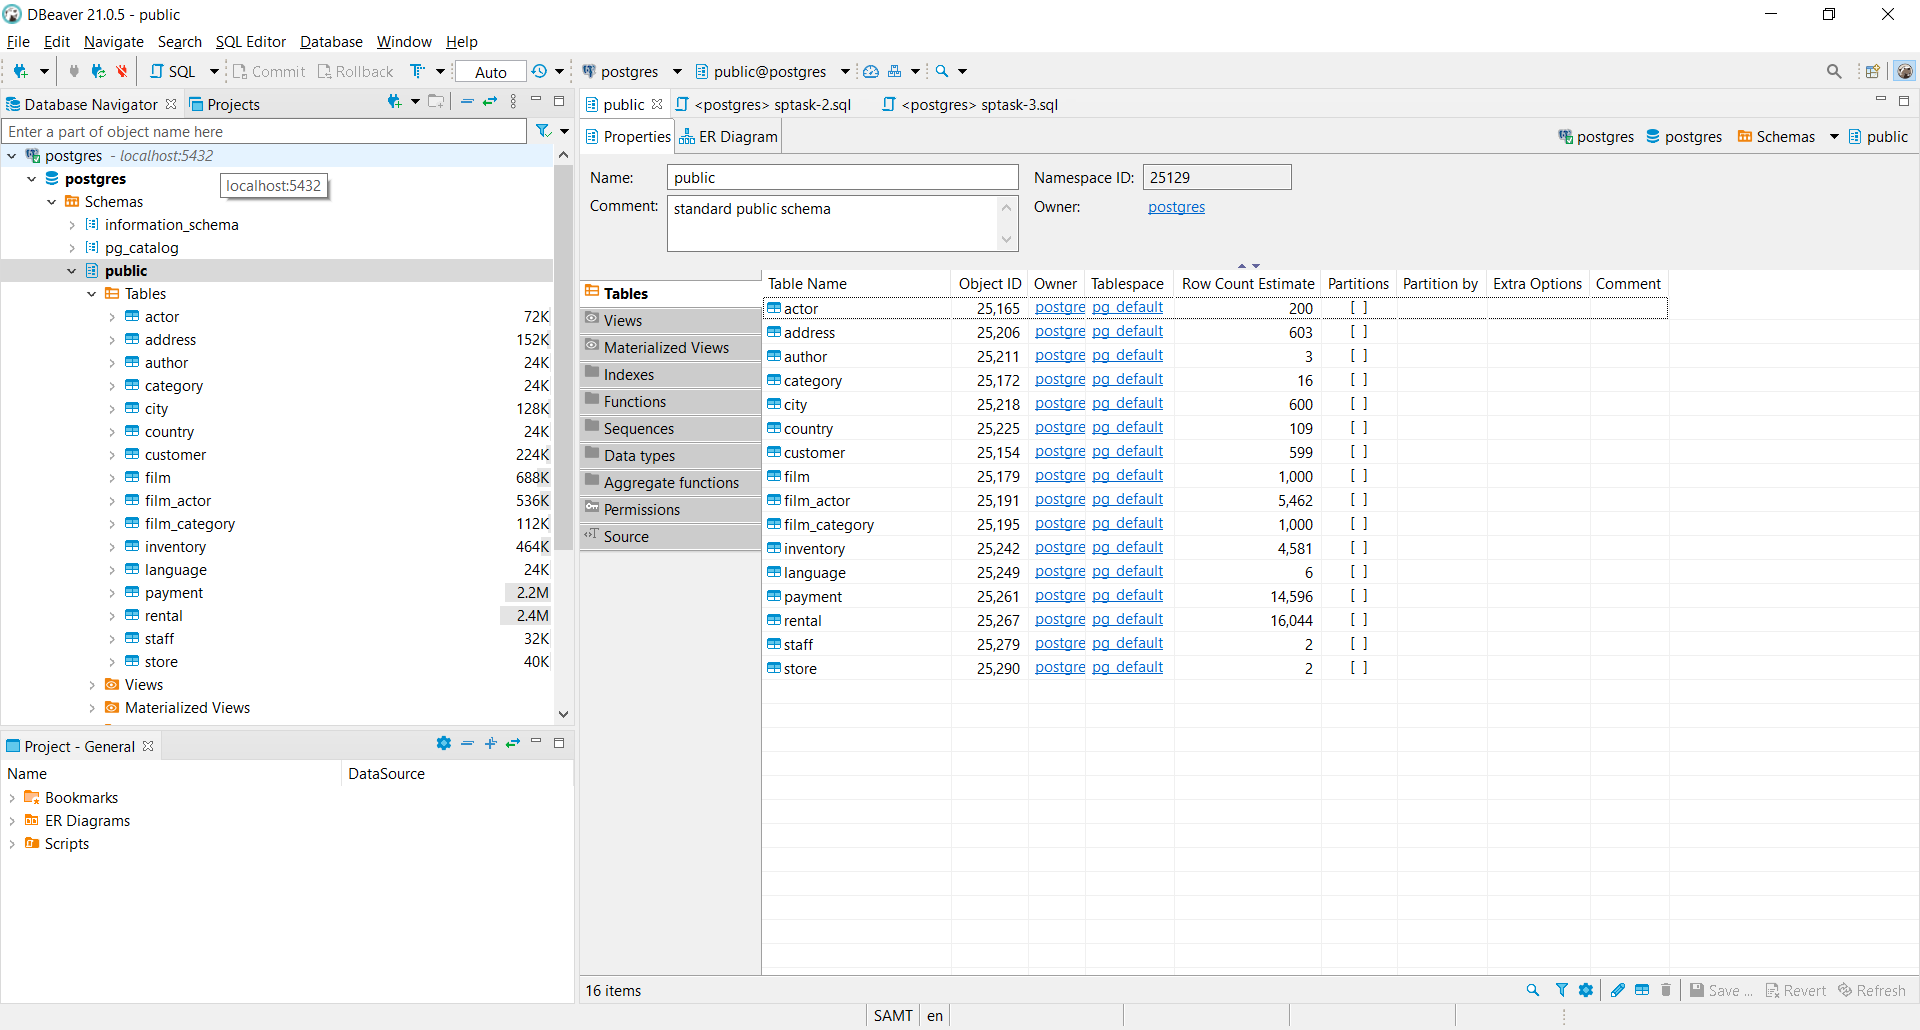 DBeaver 21.0.5 - public
File Edit Navigate Search SQL Editor Database Window Help
SQL Commit Rollback Auto postgres public@postgres
Database Navigator Projects
Enter a part of object name here
postgres - localhost:5432
postgres
localhost:5432
Schemas
information_schema
pg_catalog
public
Tables
actor 72K
address 152K
author 24K
category 24K
city 128K
country 24K
customer 224K
film 688K
film_actor 536K
film_category 112K
inventory 464K
language 24K
payment 2.2M
rental 2.4M
staff 32K
store 40K
Views
Materialized Views
Project - General
Name DataSource
Bookmarks
ER Diagrams
Scripts
public <postgres> sptask-2.sql <postgres> sptask-3.sql
Properties ER Diagram postgres postgres Schemas public
Name: public Namespace ID: 25129
Comment: standard public schema Owner: postgres
Tables
Views
Materialized Views
Indexes
Functions
Sequences
Data types
Aggregate functions
Permissions
Source
Table Name Object ID Owner Tablespace Row Count Estimate Partitions Partition by Extra Options Comment
actor 25,165 postgre pg_default 200 [ ]
address 25,206 postgre pg_default 603 [ ]
author 25,211 postgre pg_default 3 [ ]
category 25,172 postgre pg_default 16 [ ]
city 25,218 postgre pg_default 600 [ ]
country 25,225 postgre pg_default 109 [ ]
customer 25,154 postgre pg_default 599 [ ]
film 25,179 postgre pg_default 1,000 [ ]
film_actor 25,191 postgre pg_default 5,462 [ ]
film_category 25,195 postgre pg_default 1,000 [ ]
inventory 25,242 postgre pg_default 4,581 [ ]
language 25,249 postgre pg_default 6 [ ]
payment 25,261 postgre pg_default 14,596 [ ]
rental 25,267 postgre pg_default 16,044 [ ]
staff 25,279 postgre pg_default 2 [ ]
store 25,290 postgre pg_default 2 [ ]
16 items Save ... Revert Refresh
SAMT en